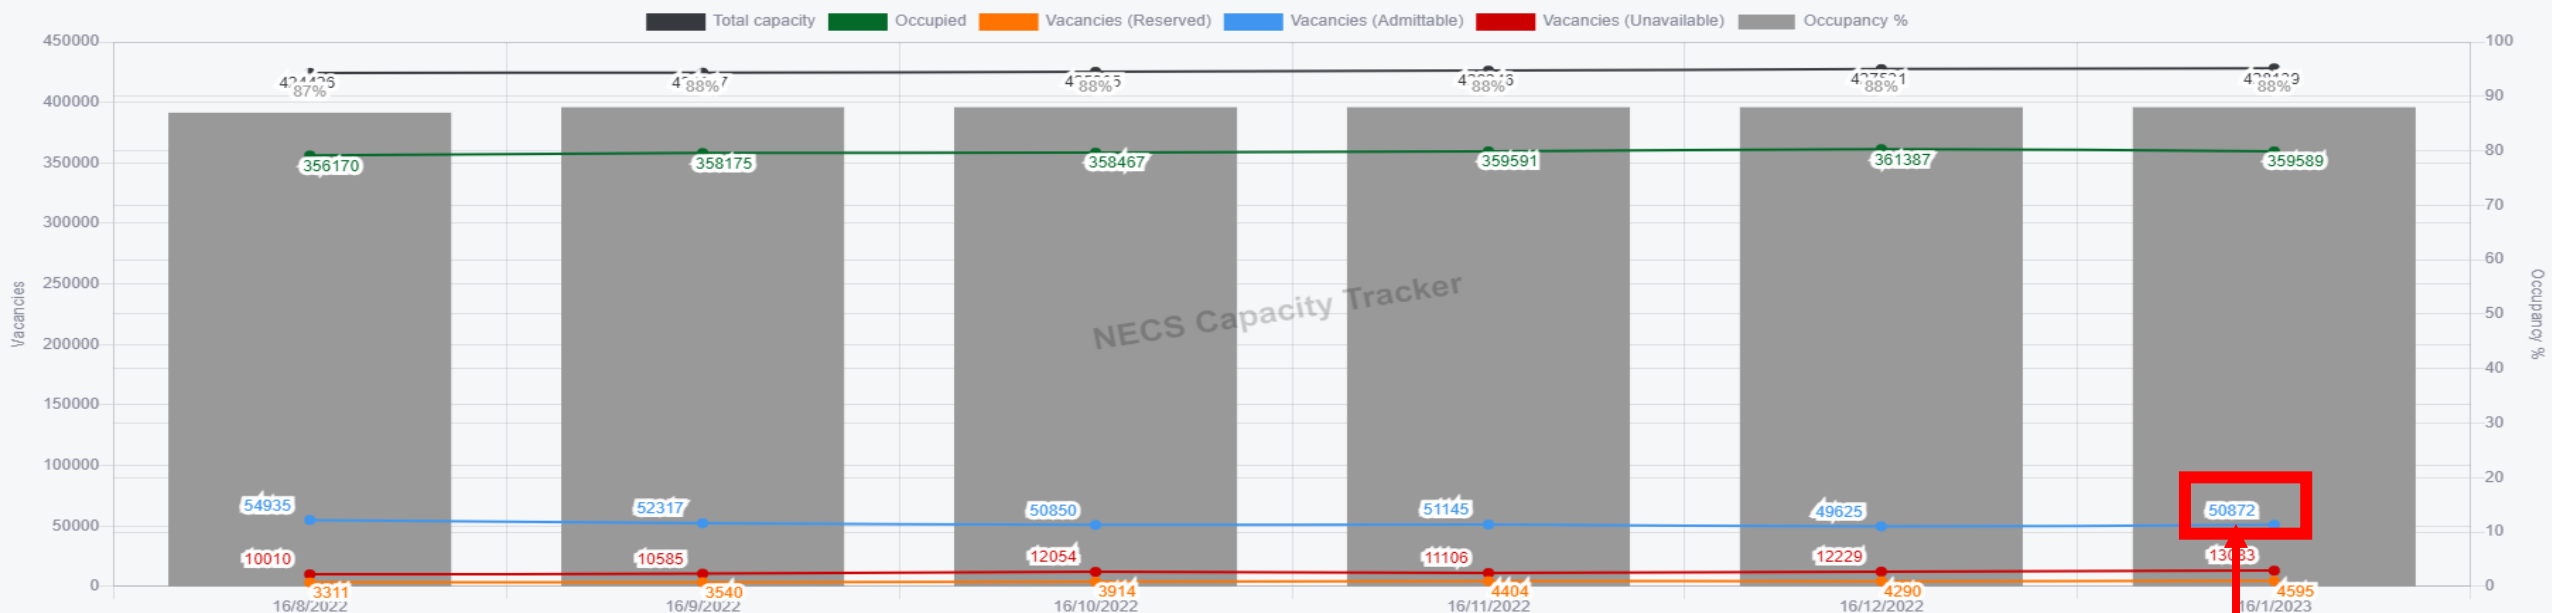 Total capacity Occupied Vacancies (Reserved) Vacancies (Admittable) Vacancies (Unavailable) Occupancy %
450000 100
87% 88% 88% 88% 88% 88%
400000 90
356170 358175 358467 359591 361387 359589
350000 80
300000 70
250000 60
Vacancies
NECS Capacity Tracker
Occupancy %
200000 50
150000 40
100000 30
54935 52317 50850 51145 49625 50872
50000 20
10010 10585 12054 11106 12229
10
0 0
3311 3540 3914 4404 4290 4595
16/8/2022 16/9/2022 16/10/2022 16/11/2022 16/12/2022 16/1/2023